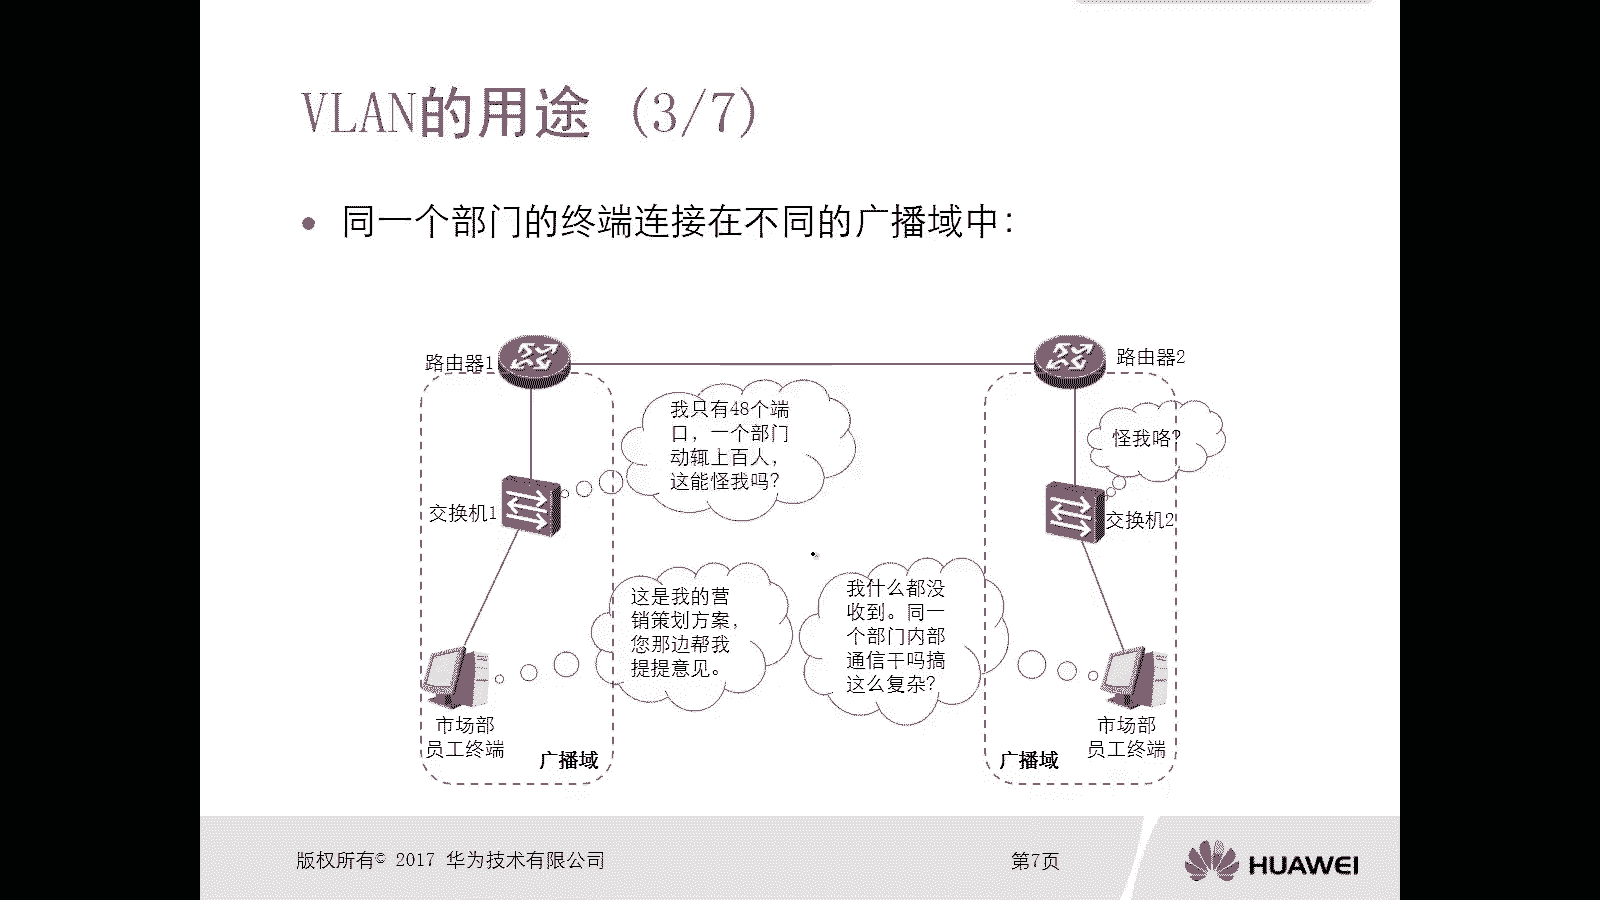 VLAN的用途 (3/7)
同一个部门的终端连接在不同的广播域中：
路由器1
路由器2
我只有48个端
口，一个部门
动辄上百人，
这能怪我吗？
怪我咯？
交换机1
交换机2
这是我的营
销策划方案，
您那边帮我
提提意见。
我什么都没
收到。同一
个部门内部
通信干吗搞
这么复杂？
市场部
员工终端
广播域
广播域
市场部
员工终端
版权所有© 2017 华为技术有限公司
第7页
HUAWEI